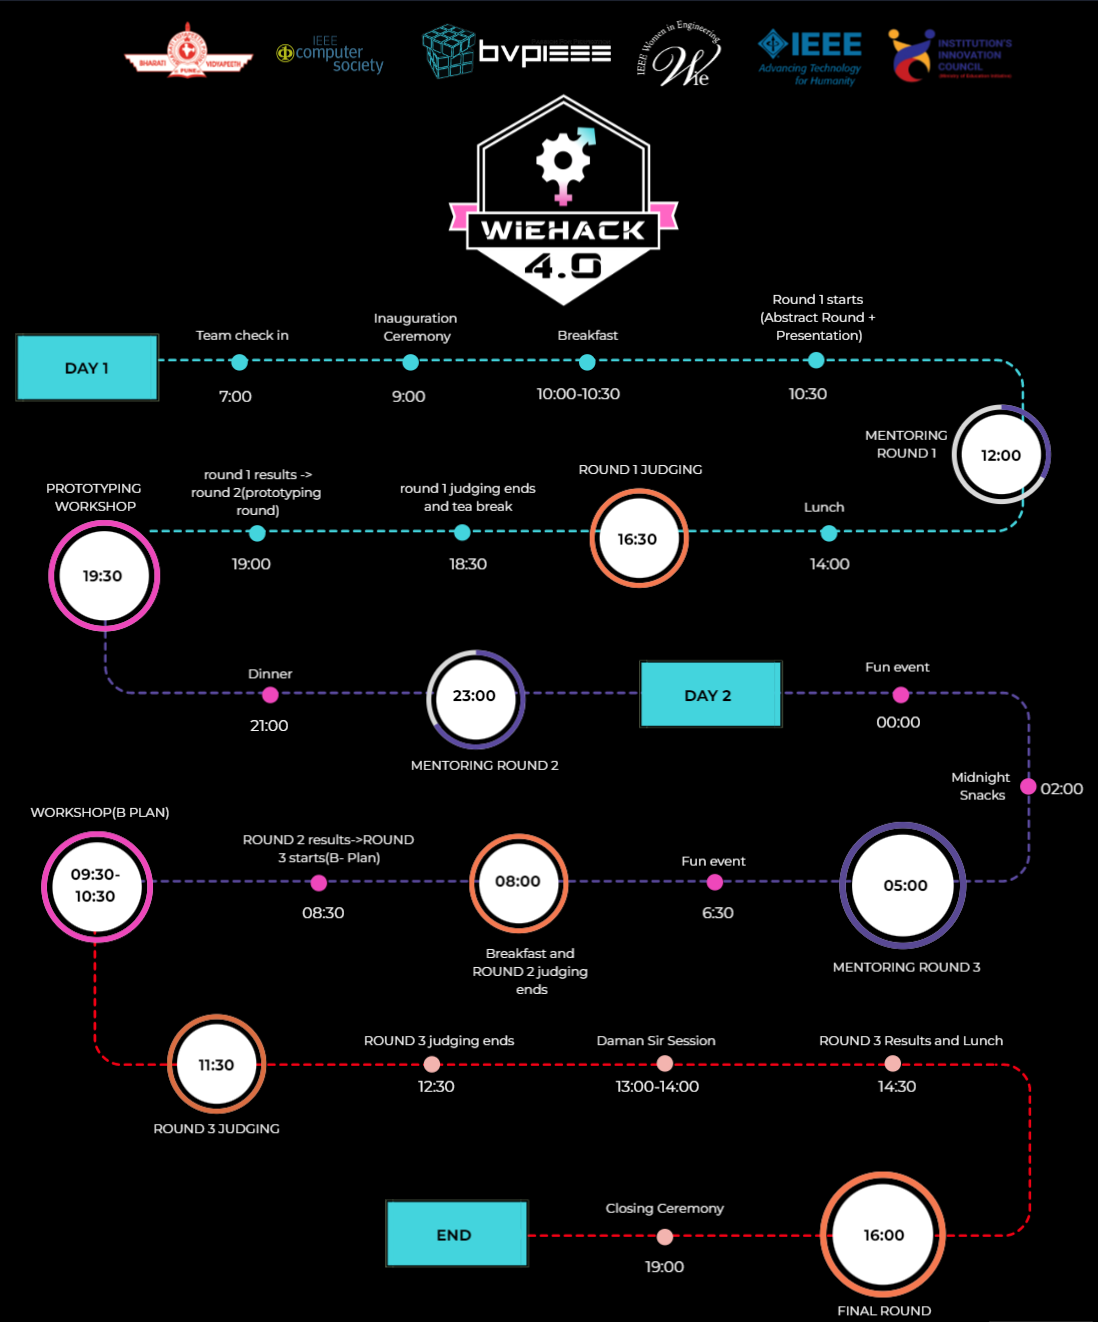 BHARATI
VIDYAPEETH
PUNE
IEEE
computer
society
bvpieee
IEEE Women in Engineering
WIE
IEEE
Advancing Technology
for Humanity
INSTITUTION'S
INNOVATION
COUNCIL
(Ministry of Education Initiative)
WiEHACK
4.0
DAY 1
Team check in
7:00
Inauguration
Ceremony
9:00
Breakfast
10:00-10:30
Round 1 starts
(Abstract Round +
Presentation)
10:30
MENTORING
ROUND 1
12:00
Lunch
14:00
ROUND 1 JUDGING
16:30
round 1 judging ends
and tea break
18:30
round 1 results ->
round 2(prototyping
round)
19:00
PROTOTYPING
WORKSHOP
19:30
Dinner
21:00
23:00
MENTORING ROUND 2
DAY 2
Fun event
00:00
Midnight
Snacks
02:00
05:00
MENTORING ROUND 3
Fun event
6:30
08:00
Breakfast and
ROUND 2 judging
ends
ROUND 2 results->ROUND
3 starts(B- Plan)
08:30
WORKSHOP(B PLAN)
09:30-
10:30
11:30
ROUND 3 JUDGING
ROUND 3 judging ends
12:30
Daman Sir Session
13:00-14:00
ROUND 3 Results and Lunch
14:30
16:00
FINAL ROUND
Closing Ceremony
19:00
END